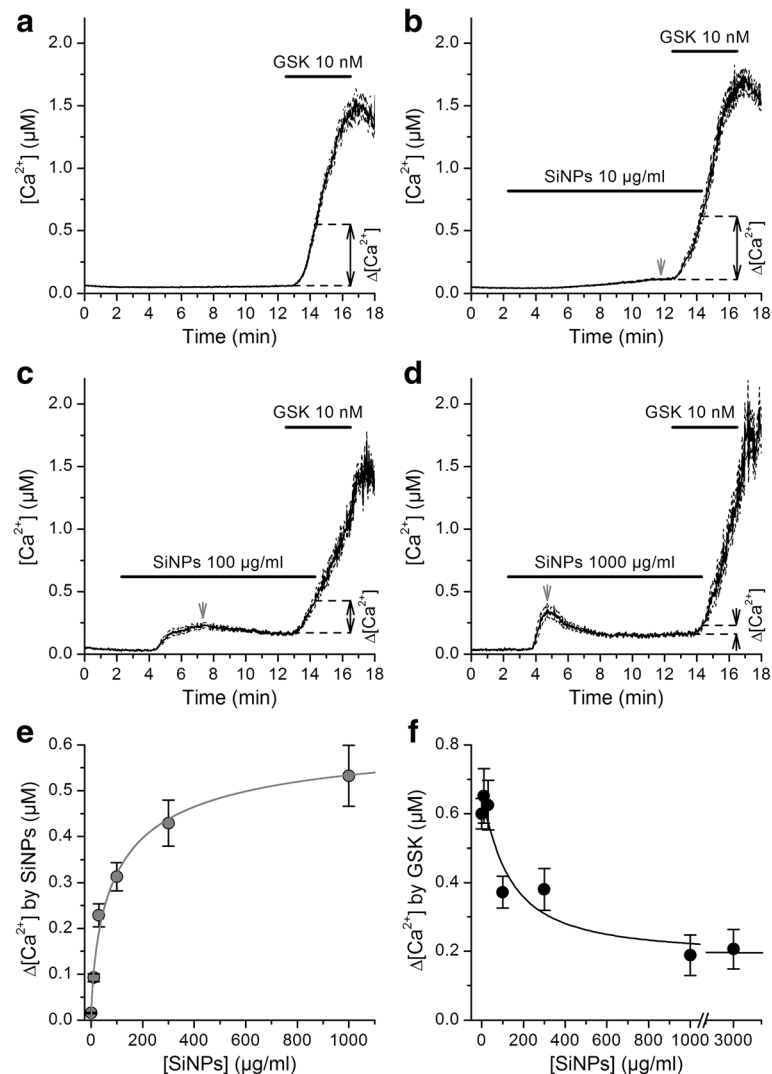 a
GSK 10 nM
[Ca²⁺] (µM)
2.0
1.5
1.0
0.5
0.0
Δ[Ca²⁺]
0 2 4 6 8 10 12 14 16 18
Time (min)
b
GSK 10 nM
SiNPs 10 µg/ml
[Ca²⁺] (µM)
2.0
1.5
1.0
0.5
0.0
Δ[Ca²⁺]
0 2 4 6 8 10 12 14 16 18
Time (min)
c
GSK 10 nM
SiNPs 100 µg/ml
[Ca²⁺] (µM)
2.0
1.5
1.0
0.5
0.0
Δ[Ca²⁺]
0 2 4 6 8 10 12 14 16 18
Time (min)
d
GSK 10 nM
SiNPs 1000 µg/ml
[Ca²⁺] (µM)
2.0
1.5
1.0
0.5
0.0
Δ[Ca²⁺]
0 2 4 6 8 10 12 14 16 18
Time (min)
e
Δ[Ca²⁺] by SiNPs (µM)
0.6
0.5
0.4
0.3
0.2
0.1
0.0
0 200 400 600 800 1000
[SiNPs] (µg/ml)
f
Δ[Ca²⁺] by GSK (µM)
0.8
0.6
0.4
0.2
0.0
0 200 400 600 800 1000 3000
[SiNPs] (µg/ml)